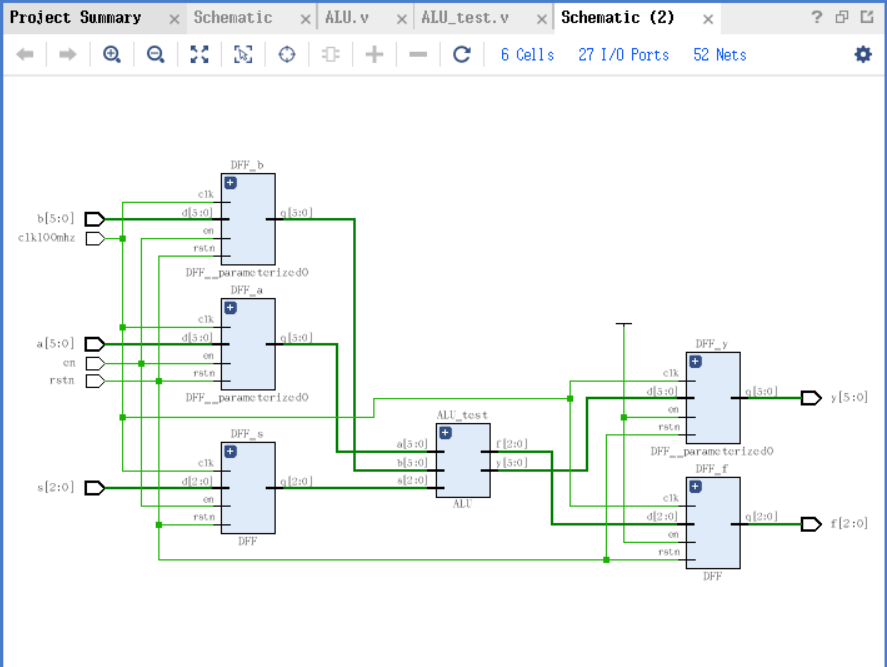 Project Summary × Schematic × ALU.v × ALU_test.v × Schematic (2) × ?
6 Cells 27 I/O Ports 52 Nets
DFF_b
clk
b[5:0] d[5:0] q[5:0]
clk100mhz en
rstn
DFF__parameterized0
DFF_a
clk
a[5:0] d[5:0] q[5:0]
en en
rstn rstn
DFF__parameterized0
DFF_y
clk
d[5:0] q[5:0] y[5:0]
en
rstn
DFF__parameterized0
ALU_test
a[5:0] f[2:0]
b[5:0] y[5:0]
s[2:0]
ALU
DFF_s
clk
s[2:0] d[2:0] q[2:0]
en
rstn
DFF
DFF_f
clk
d[2:0] q[2:0] f[2:0]
en
rstn
DFF